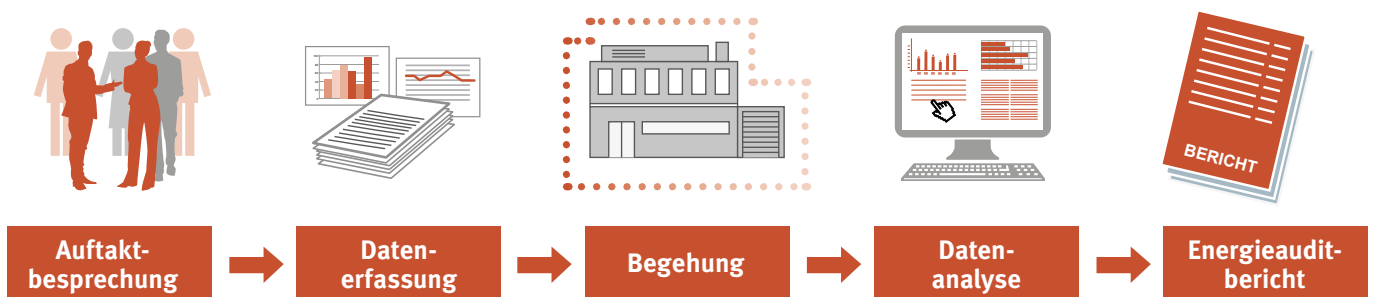 BERICHT
Auftakt-
besprechung
Daten-
erfassung
Begehung
Daten-
analyse
Energieaudit-
bericht